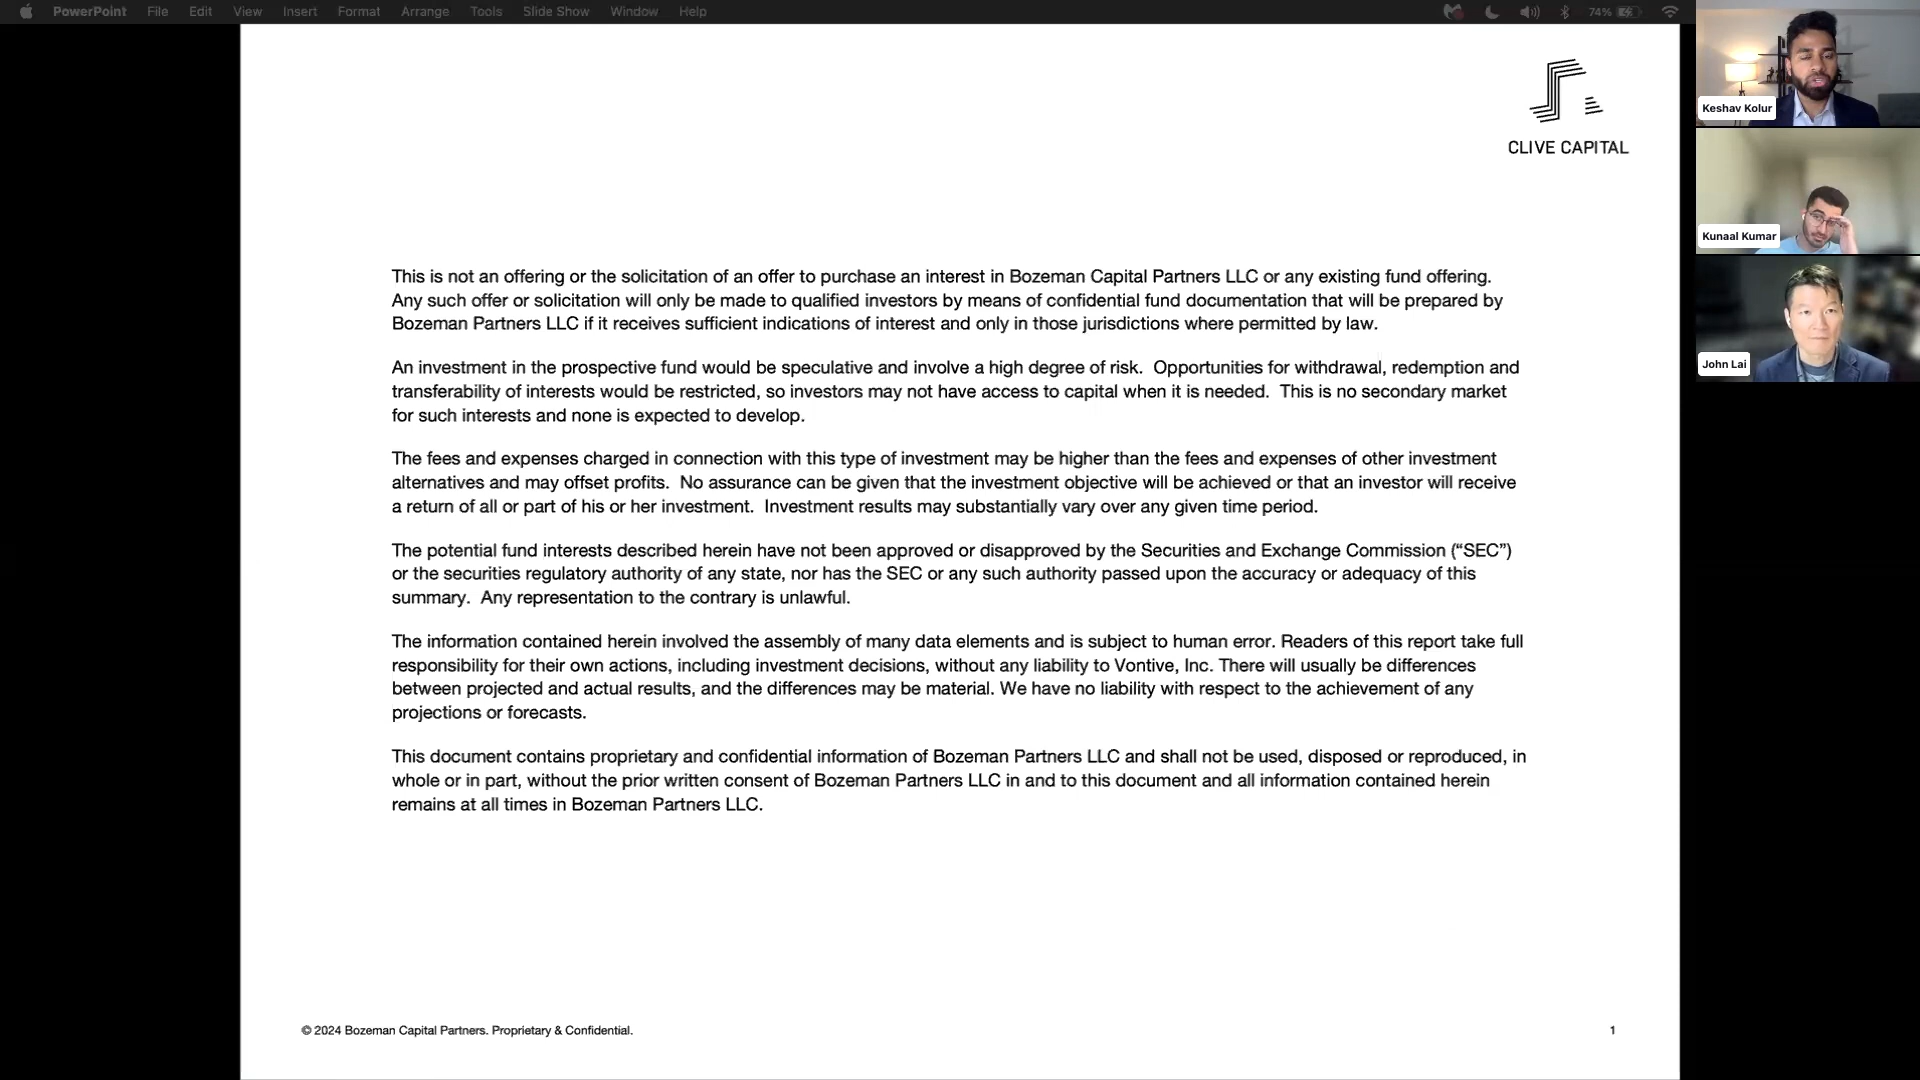 PowerPoint File Edit View Insert Format Arrange Tools Slide Show Window Help 74%
CLIVE CAPITAL
This is not an offering or the solicitation of an offer to purchase an interest in Bozeman Capital Partners LLC or any existing fund offering.
Any such offer or solicitation will only be made to qualified investors by means of confidential fund documentation that will be prepared by
Bozeman Partners LLC if it receives sufficient indications of interest and only in those jurisdictions where permitted by law.
An investment in the prospective fund would be speculative and involve a high degree of risk.  Opportunities for withdrawal, redemption and
transferability of interests would be restricted, so investors may not have access to capital when it is needed.  This is no secondary market
for such interests and none is expected to develop.
The fees and expenses charged in connection with this type of investment may be higher than the fees and expenses of other investment
alternatives and may offset profits.  No assurance can be given that the investment objective will be achieved or that an investor will receive
a return of all or part of his or her investment.  Investment results may substantially vary over any given time period.
The potential fund interests described herein have not been approved or disapproved by the Securities and Exchange Commission (“SEC”)
or the securities regulatory authority of any state, nor has the SEC or any such authority passed upon the accuracy or adequacy of this
summary.  Any representation to the contrary is unlawful.
The information contained herein involved the assembly of many data elements and is subject to human error. Readers of this report take full
responsibility for their own actions, including investment decisions, without any liability to Vontive, Inc. There will usually be differences
between projected and actual results, and the differences may be material. We have no liability with respect to the achievement of any
projections or forecasts.
This document contains proprietary and confidential information of Bozeman Partners LLC and shall not be used, disposed or reproduced, in
whole or in part, without the prior written consent of Bozeman Partners LLC in and to this document and all information contained herein
remains at all times in Bozeman Partners LLC.
© 2024 Bozeman Capital Partners. Proprietary & Confidential.
1
Keshav Kolur
Kunaal Kumar
John Lai